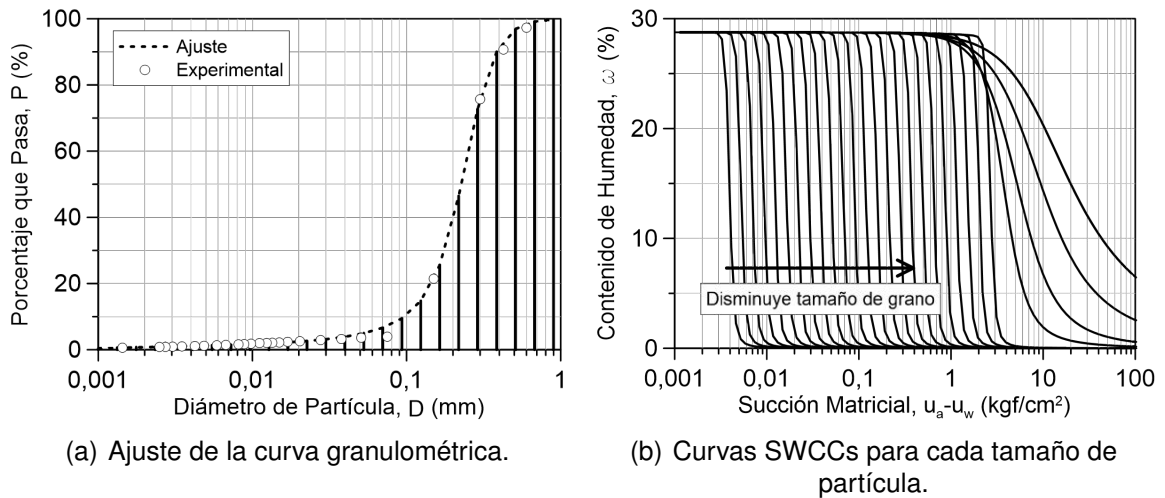 100
80
60
40
20
0
Porcentaje que Pasa, P (%)
Ajuste
Experimental
0,001
0,01
0,1
1
Diámetro de Partícula, D (mm)
(a) Ajuste de la curva granulométrica.
30
20
10
0
Contenido de Humedad, ω (%)
Disminuye tamaño de grano
0,001
0,01
0,1
1
10
100
Succión Matricial, uₐ-u_w (kgf/cm²)
(b) Curvas SWCCs para cada tamaño de
partícula.